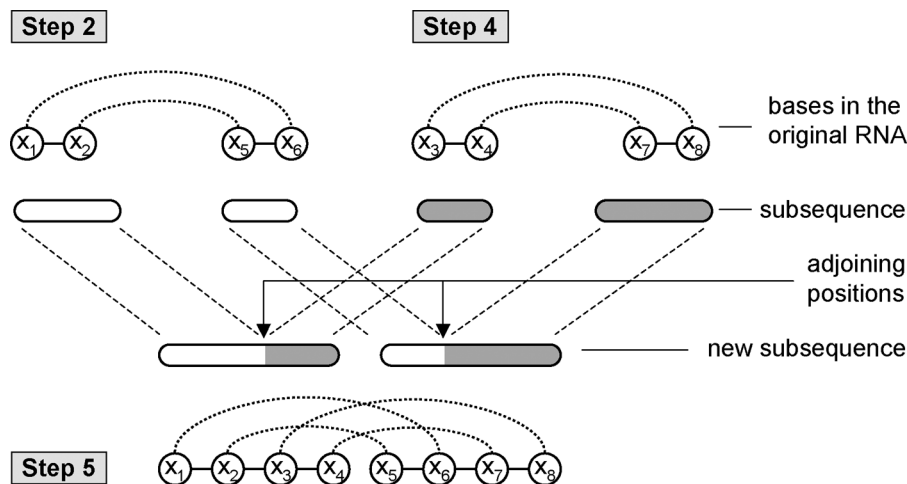 Step 2 Step 4
bases in the
original RNA
x1 x2 x5 x6 x3 x4 x7 x8
subsequence
adjoining
positions
new subsequence
Step 5
x1 x2 x3 x4 x5 x6 x7 x8